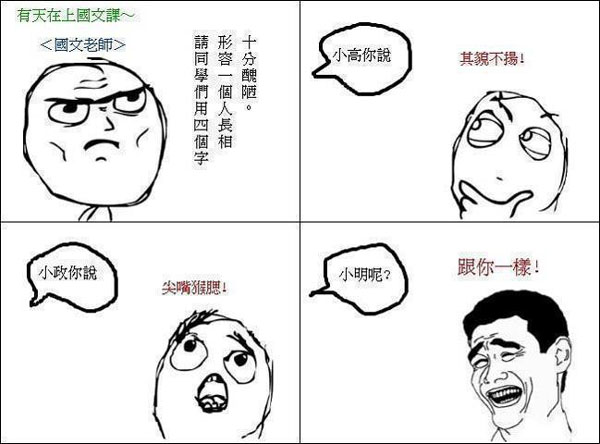 有天在上國文課～
＜國文老師＞
請同學們用四個字
形容一個人長相
十分醜陋。
小高你說
其貌不揚!
小政你說
尖嘴猴腮!
小明呢?
跟你一樣!